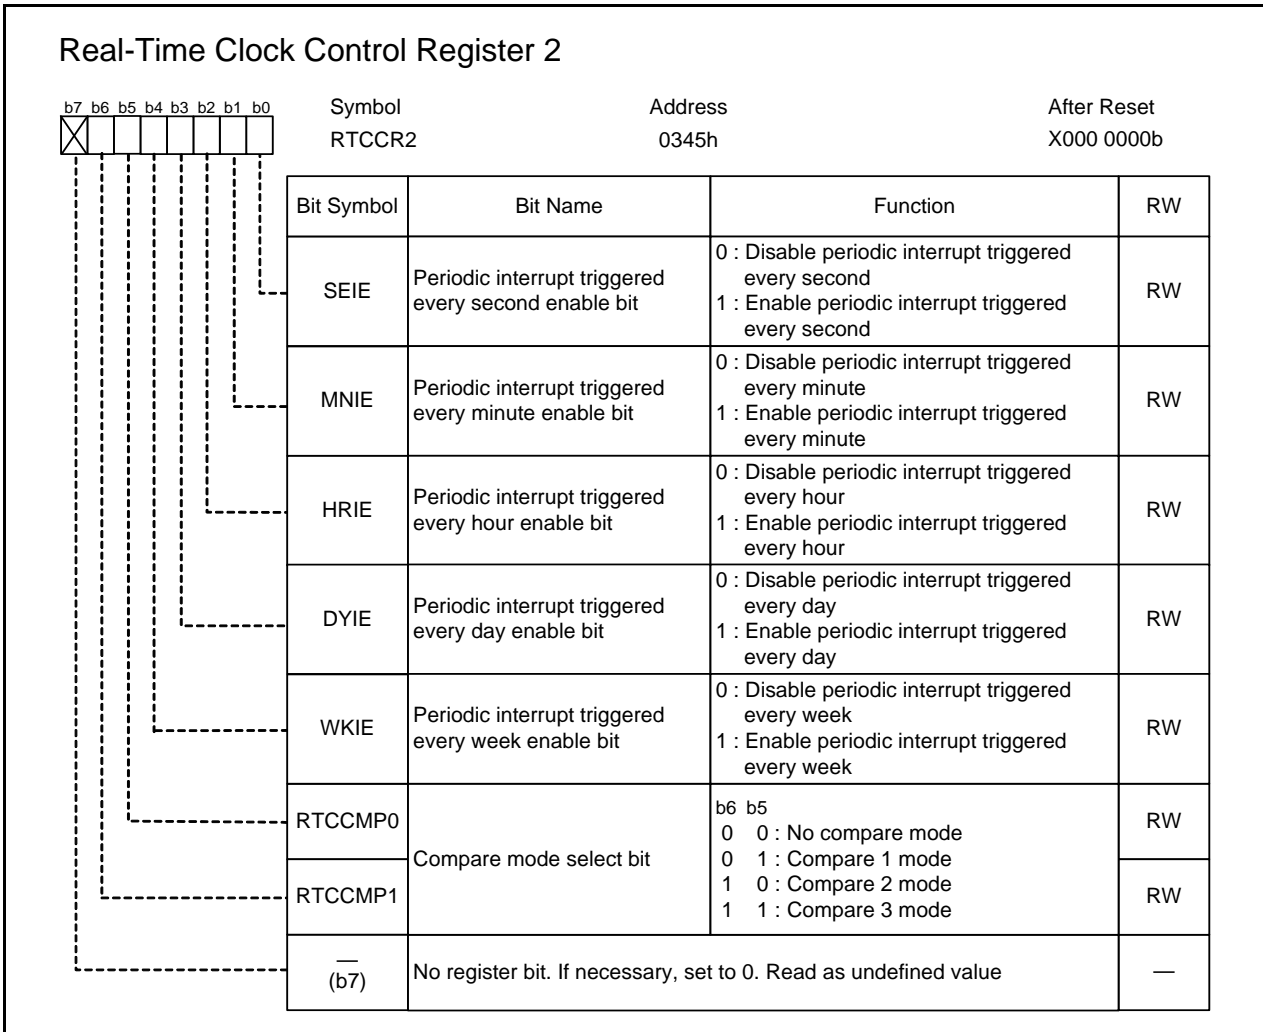 Real-Time Clock Control Register 2
b7 b6 b5 b4 b3 b2 b1 b0
Symbol Address After Reset
RTCCR2 0345h X000 0000b
Bit Symbol Bit Name Function RW
SEIE
Periodic interrupt triggered
every second enable bit
0 : Disable periodic interrupt triggered
every second
1 : Enable periodic interrupt triggered
every second
RW
MNIE
Periodic interrupt triggered
every minute enable bit
0 : Disable periodic interrupt triggered
every minute
1 : Enable periodic interrupt triggered
every minute
RW
HRIE
Periodic interrupt triggered
every hour enable bit
0 : Disable periodic interrupt triggered
every hour
1 : Enable periodic interrupt triggered
every hour
RW
DYIE
Periodic interrupt triggered
every day enable bit
0 : Disable periodic interrupt triggered
every day
1 : Enable periodic interrupt triggered
every day
RW
WKIE
Periodic interrupt triggered
every week enable bit
0 : Disable periodic interrupt triggered
every week
1 : Enable periodic interrupt triggered
every week
RW
RTCCMP0
RTCCMP1
Compare mode select bit
b6 b5
0 0 : No compare mode
0 1 : Compare 1 mode
1 0 : Compare 2 mode
1 1 : Compare 3 mode
RW
RW
—
(b7)
No register bit. If necessary, set to 0. Read as undefined value
—